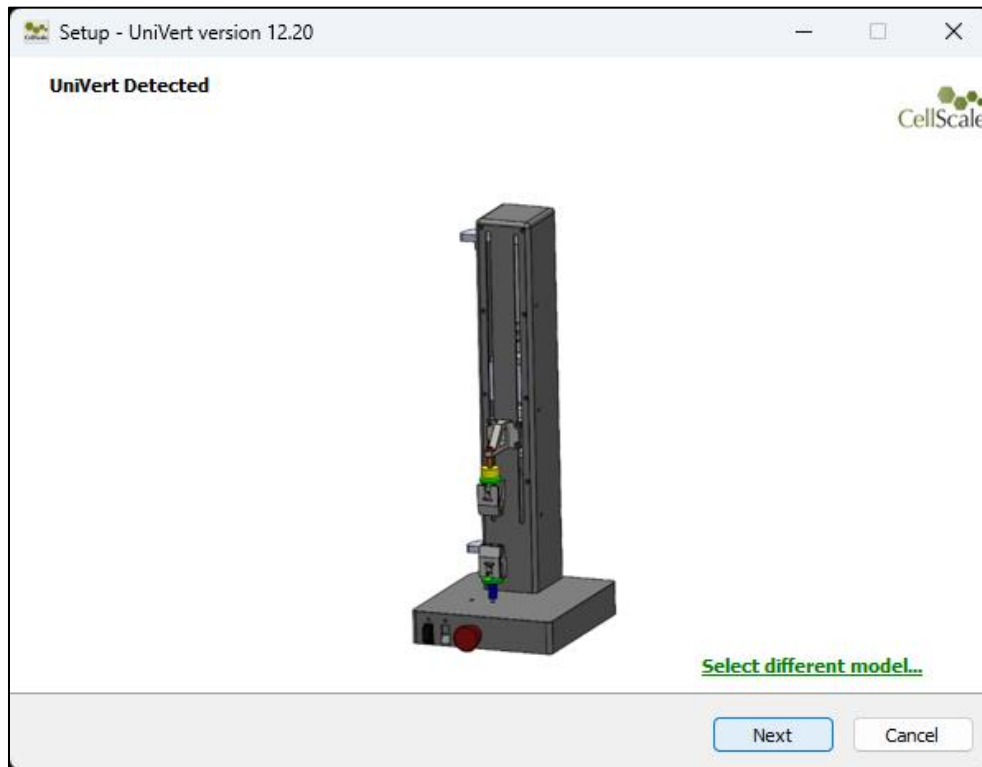 Setup - UniVert version 12.20
UniVert Detected
CellScale
Select different model...
Next
Cancel